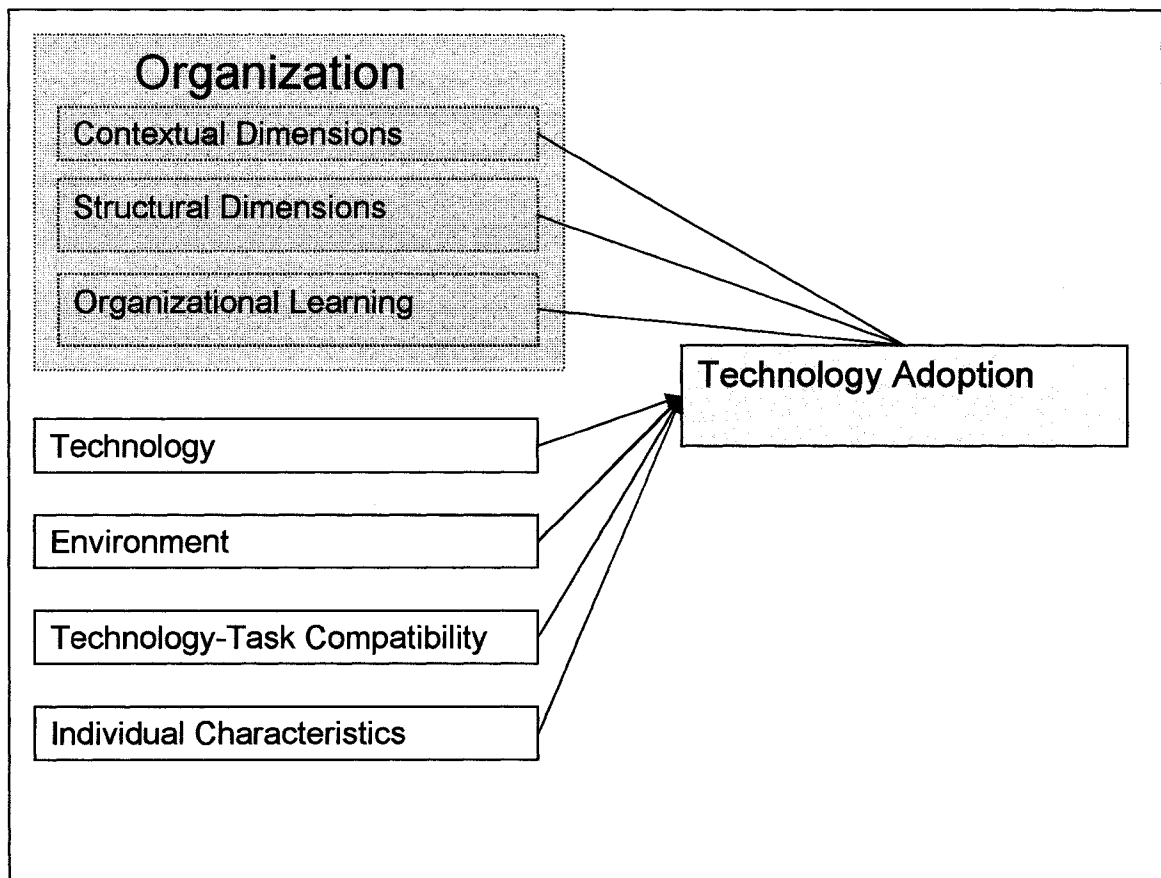 Organization
Contextual Dimensions
Structural Dimensions
Organizational Learning
Technology Adoption
Technology
Environment
Technology-Task Compatibility
Individual Characteristics